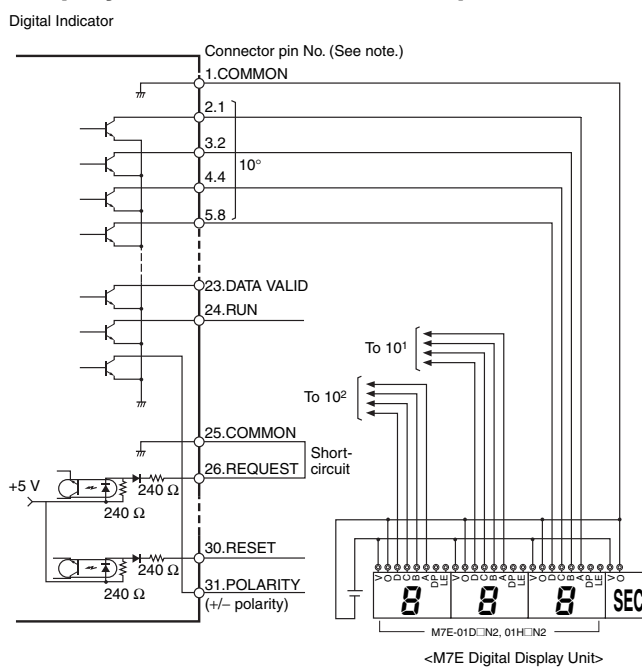 Digital Indicator
Connector pin No. (See note.)
1.COMMON
2.1
3.2
10°
4.4
5.8
23.DATA VALID
24.RUN
To 10¹
To 10²
25.COMMON
Short-
circuit
26.REQUEST
+5 V
240 Ω
240 Ω
30.RESET
240 Ω
31.POLARITY
240 Ω
(+/− polarity)
V O D C B A DP LE V O D C B A DP LE V O D C B A DP LE V O
8 8 8 SEC
M7E-01D□N2, 01H□N2
<M7E Digital Display Unit>